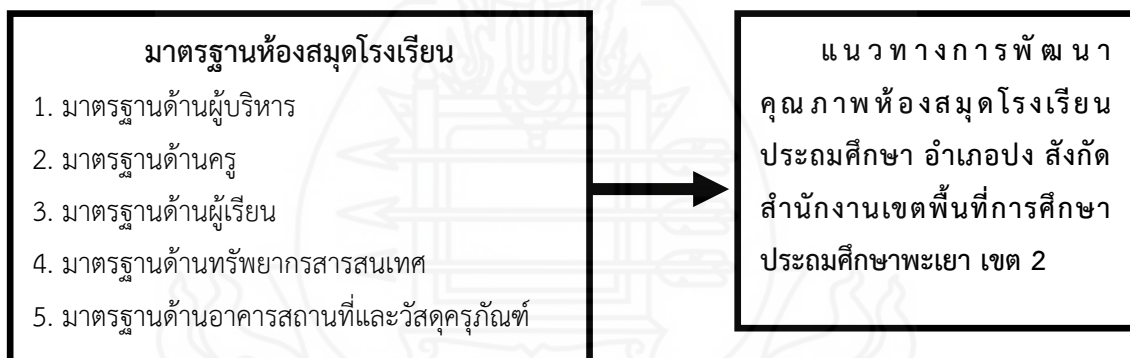 มาตรฐานห้องสมุดโรงเรียน
1. มาตรฐานด้านผู้บริหาร
2. มาตรฐานด้านครู
3. มาตรฐานด้านผู้เรียน
4. มาตรฐานด้านทรัพยากรสารสนเทศ
5. มาตรฐานด้านอาคารสถานที่และวัสดุครุภัณฑ์
แนวทางการพัฒนา
คุณภาพห้องสมุดโรงเรียน
ประถมศึกษา อำเภอปง สังกัด
สำนักงานเขตพื้นที่การศึกษา
ประถมศึกษาพะเยา เขต 2